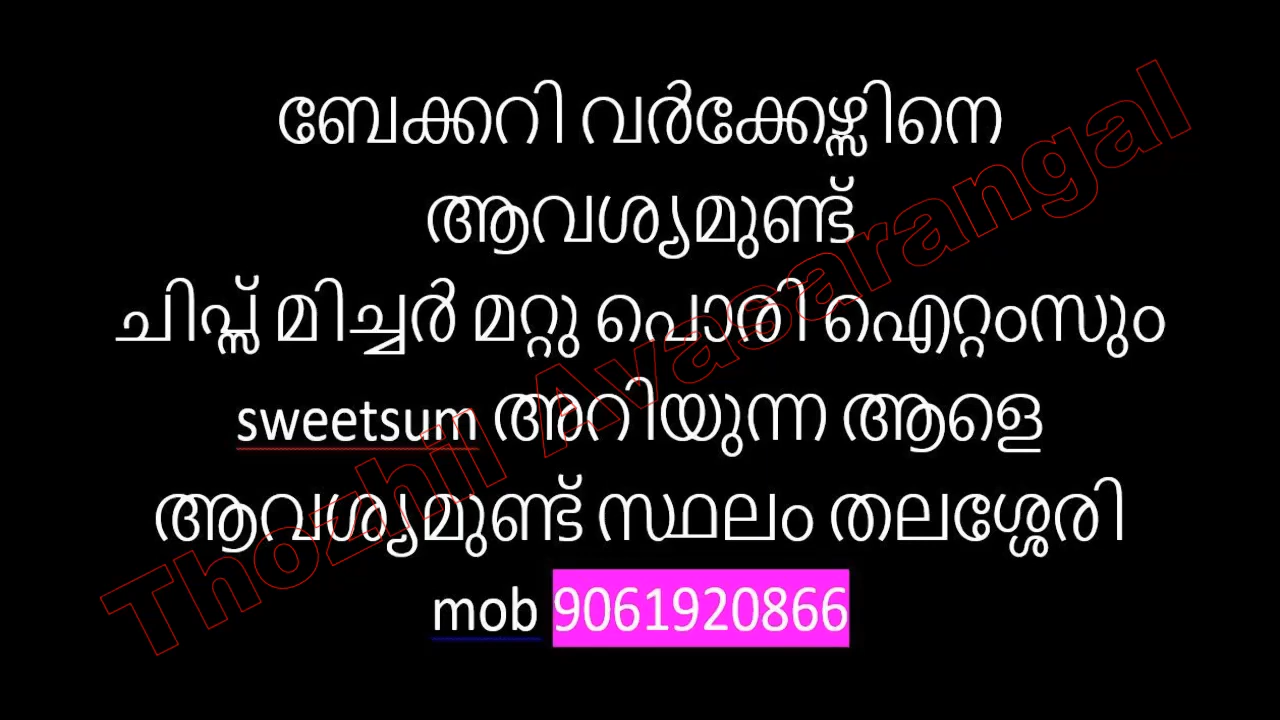 ബേക്കറി വർക്കേഴ്സിനെ
ആവശ്യമുണ്ട്
ചിപ്സ് മിച്ചർ മറ്റു പൊരി ഐറ്റംസും
sweetsum അറിയുന്ന ആളെ
ആവശ്യമുണ്ട് സ്ഥലം തലശ്ശേരി
mob 9061920866
Thozhil Avasarangal